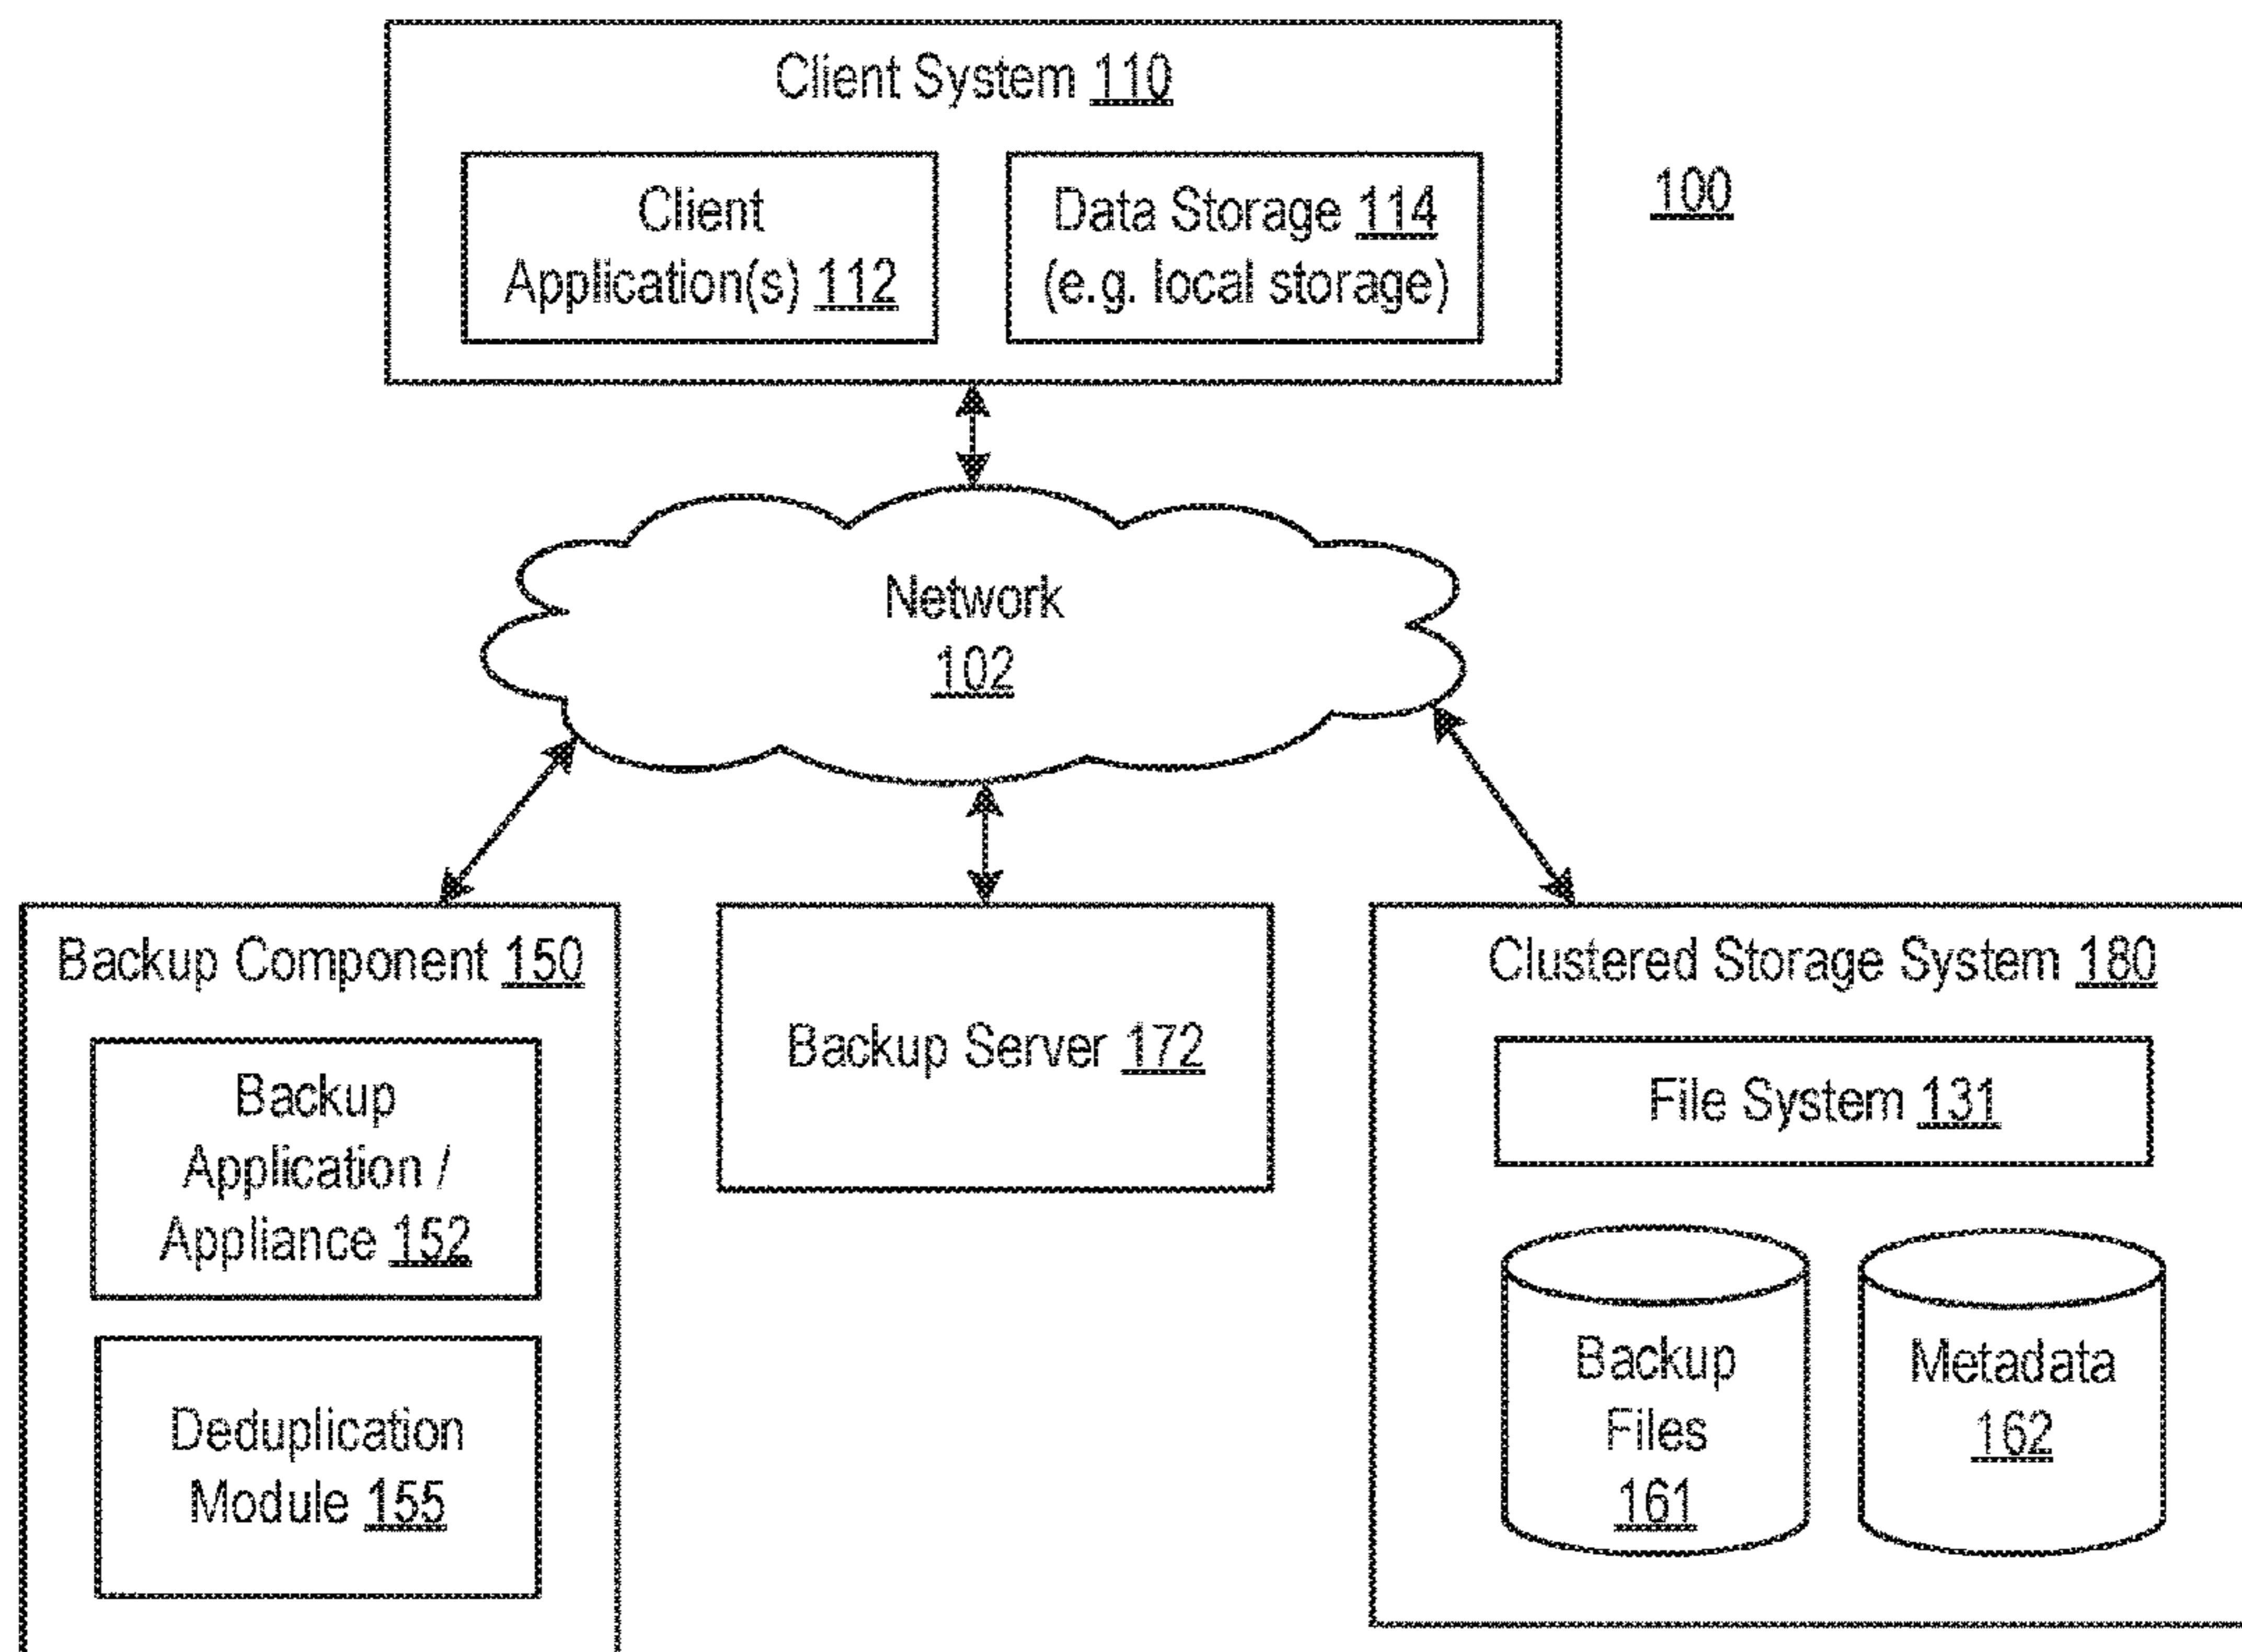 Client System 110
Client
Application(s) 112
Data Storage 114
(e.g. local storage)
100
Network
102
Backup Component 150
Backup
Application /
Appliance 152
Deduplication
Module 155
Backup Server 172
Clustered Storage System 180
File System 131
Backup
Files
161
Metadata
162